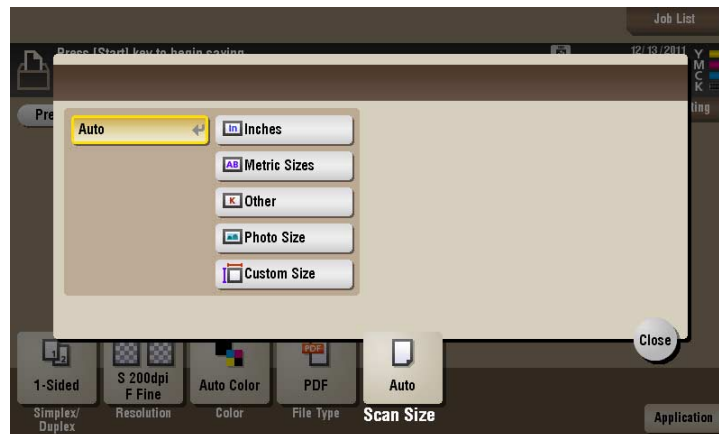 Job List
Press [Start] key to begin saving
12/13/2011
Y
M
C
K
Pre
ting
Auto
In Inches
AB Metric Sizes
K Other
Photo Size
Custom Size
Close
1 2
PDF
1-Sided
S 200dpi
F Fine
Auto Color
PDF
Auto
Simplex/
Duplex
Resolution
Color
File Type
Scan Size
Application